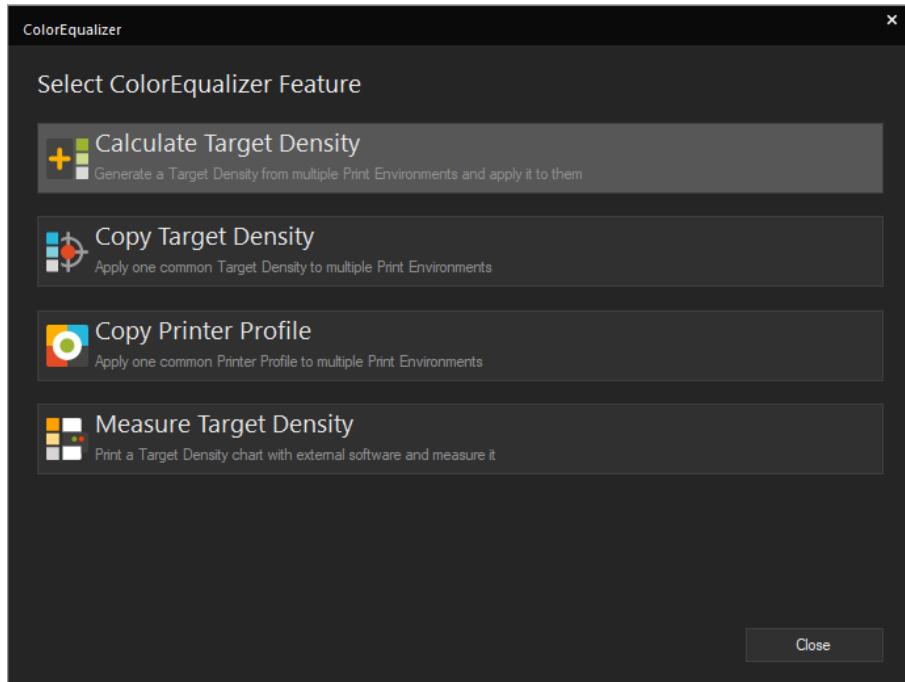 ColorEqualizer
Select ColorEqualizer Feature
Calculate Target Density
Generate a Target Density from multiple Print Environments and apply it to them
Copy Target Density
Apply one common Target Density to multiple Print Environments
Copy Printer Profile
Apply one common Printer Profile to multiple Print Environments
Measure Target Density
Print a Target Density chart with external software and measure it
Close